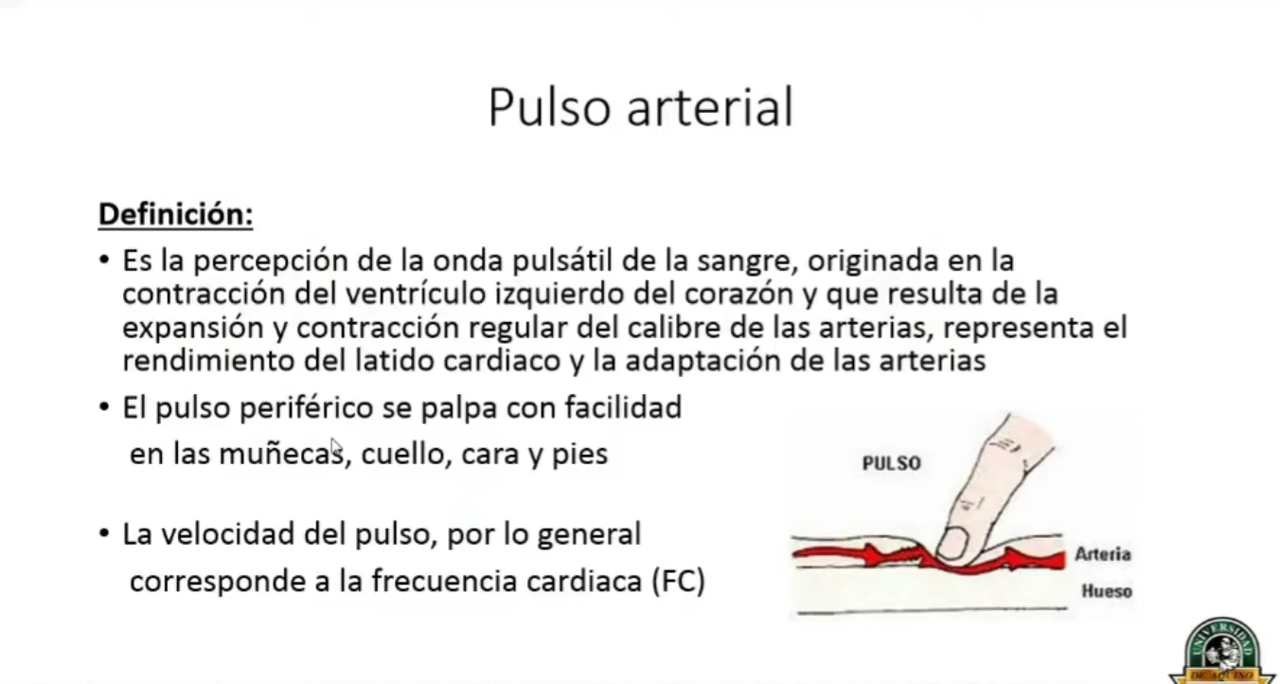 Pulso arterial
Definición:
• Es la percepción de la onda pulsátil de la sangre, originada en la
contracción del ventrículo izquierdo del corazón y que resulta de la
expansión y contracción regular del calibre de las arterias, representa el
rendimiento del latido cardiaco y la adaptación de las arterias
• El pulso periférico se palpa con facilidad
en las muñecas, cuello, cara y pies
• La velocidad del pulso, por lo general
corresponde a la frecuencia cardiaca (FC)
PULSO
Arteria
Hueso
UNIVERSIDAD
DE AQUINO